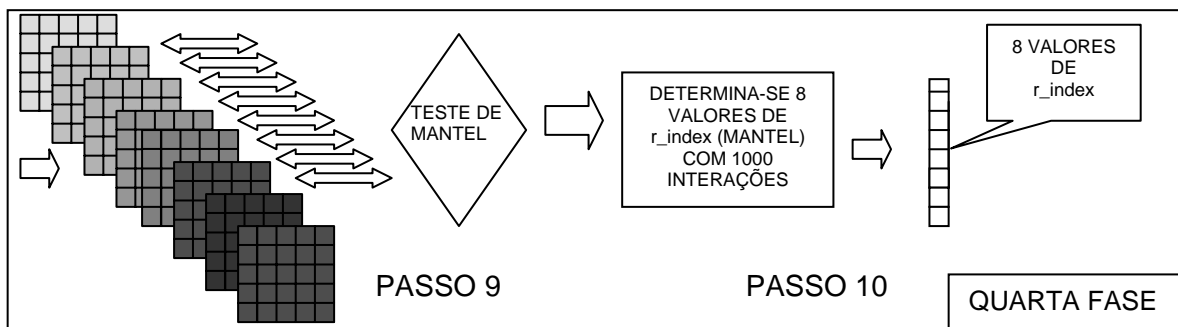 TESTE DE
MANTEL
DETERMINA-SE 8
VALORES DE
r_index (MANTEL)
COM 1000
INTERAÇÕES
8 VALORES
DE
r_index
PASSO 9
PASSO 10
QUARTA FASE